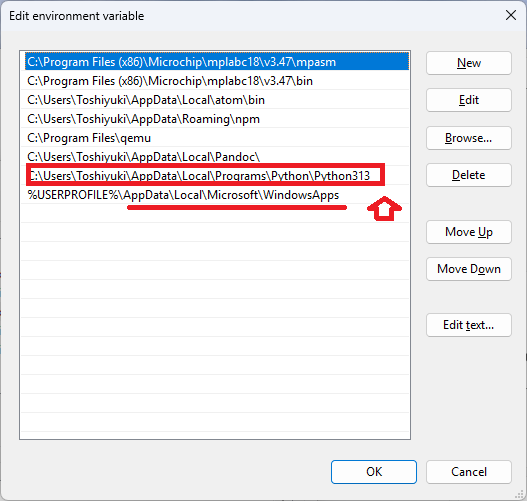 Edit environment variable
C:\Program Files (x86)\Microchip\mplabc18\v3.47\mpasm
C:\Program Files (x86)\Microchip\mplabc18\v3.47\bin
C:\Users\Toshiyuki\AppData\Local\atom\bin
C:\Users\Toshiyuki\AppData\Roaming\npm
C:\Program Files\qemu
C:\Users\Toshiyuki\AppData\Local\Pandoc\
C:\Users\Toshiyuki\AppData\Local\Programs\Python\Python313
%USERPROFILE%\AppData\Local\Microsoft\WindowsApps
New
Edit
Browse...
Delete
Move Up
Move Down
Edit text...
OK
Cancel